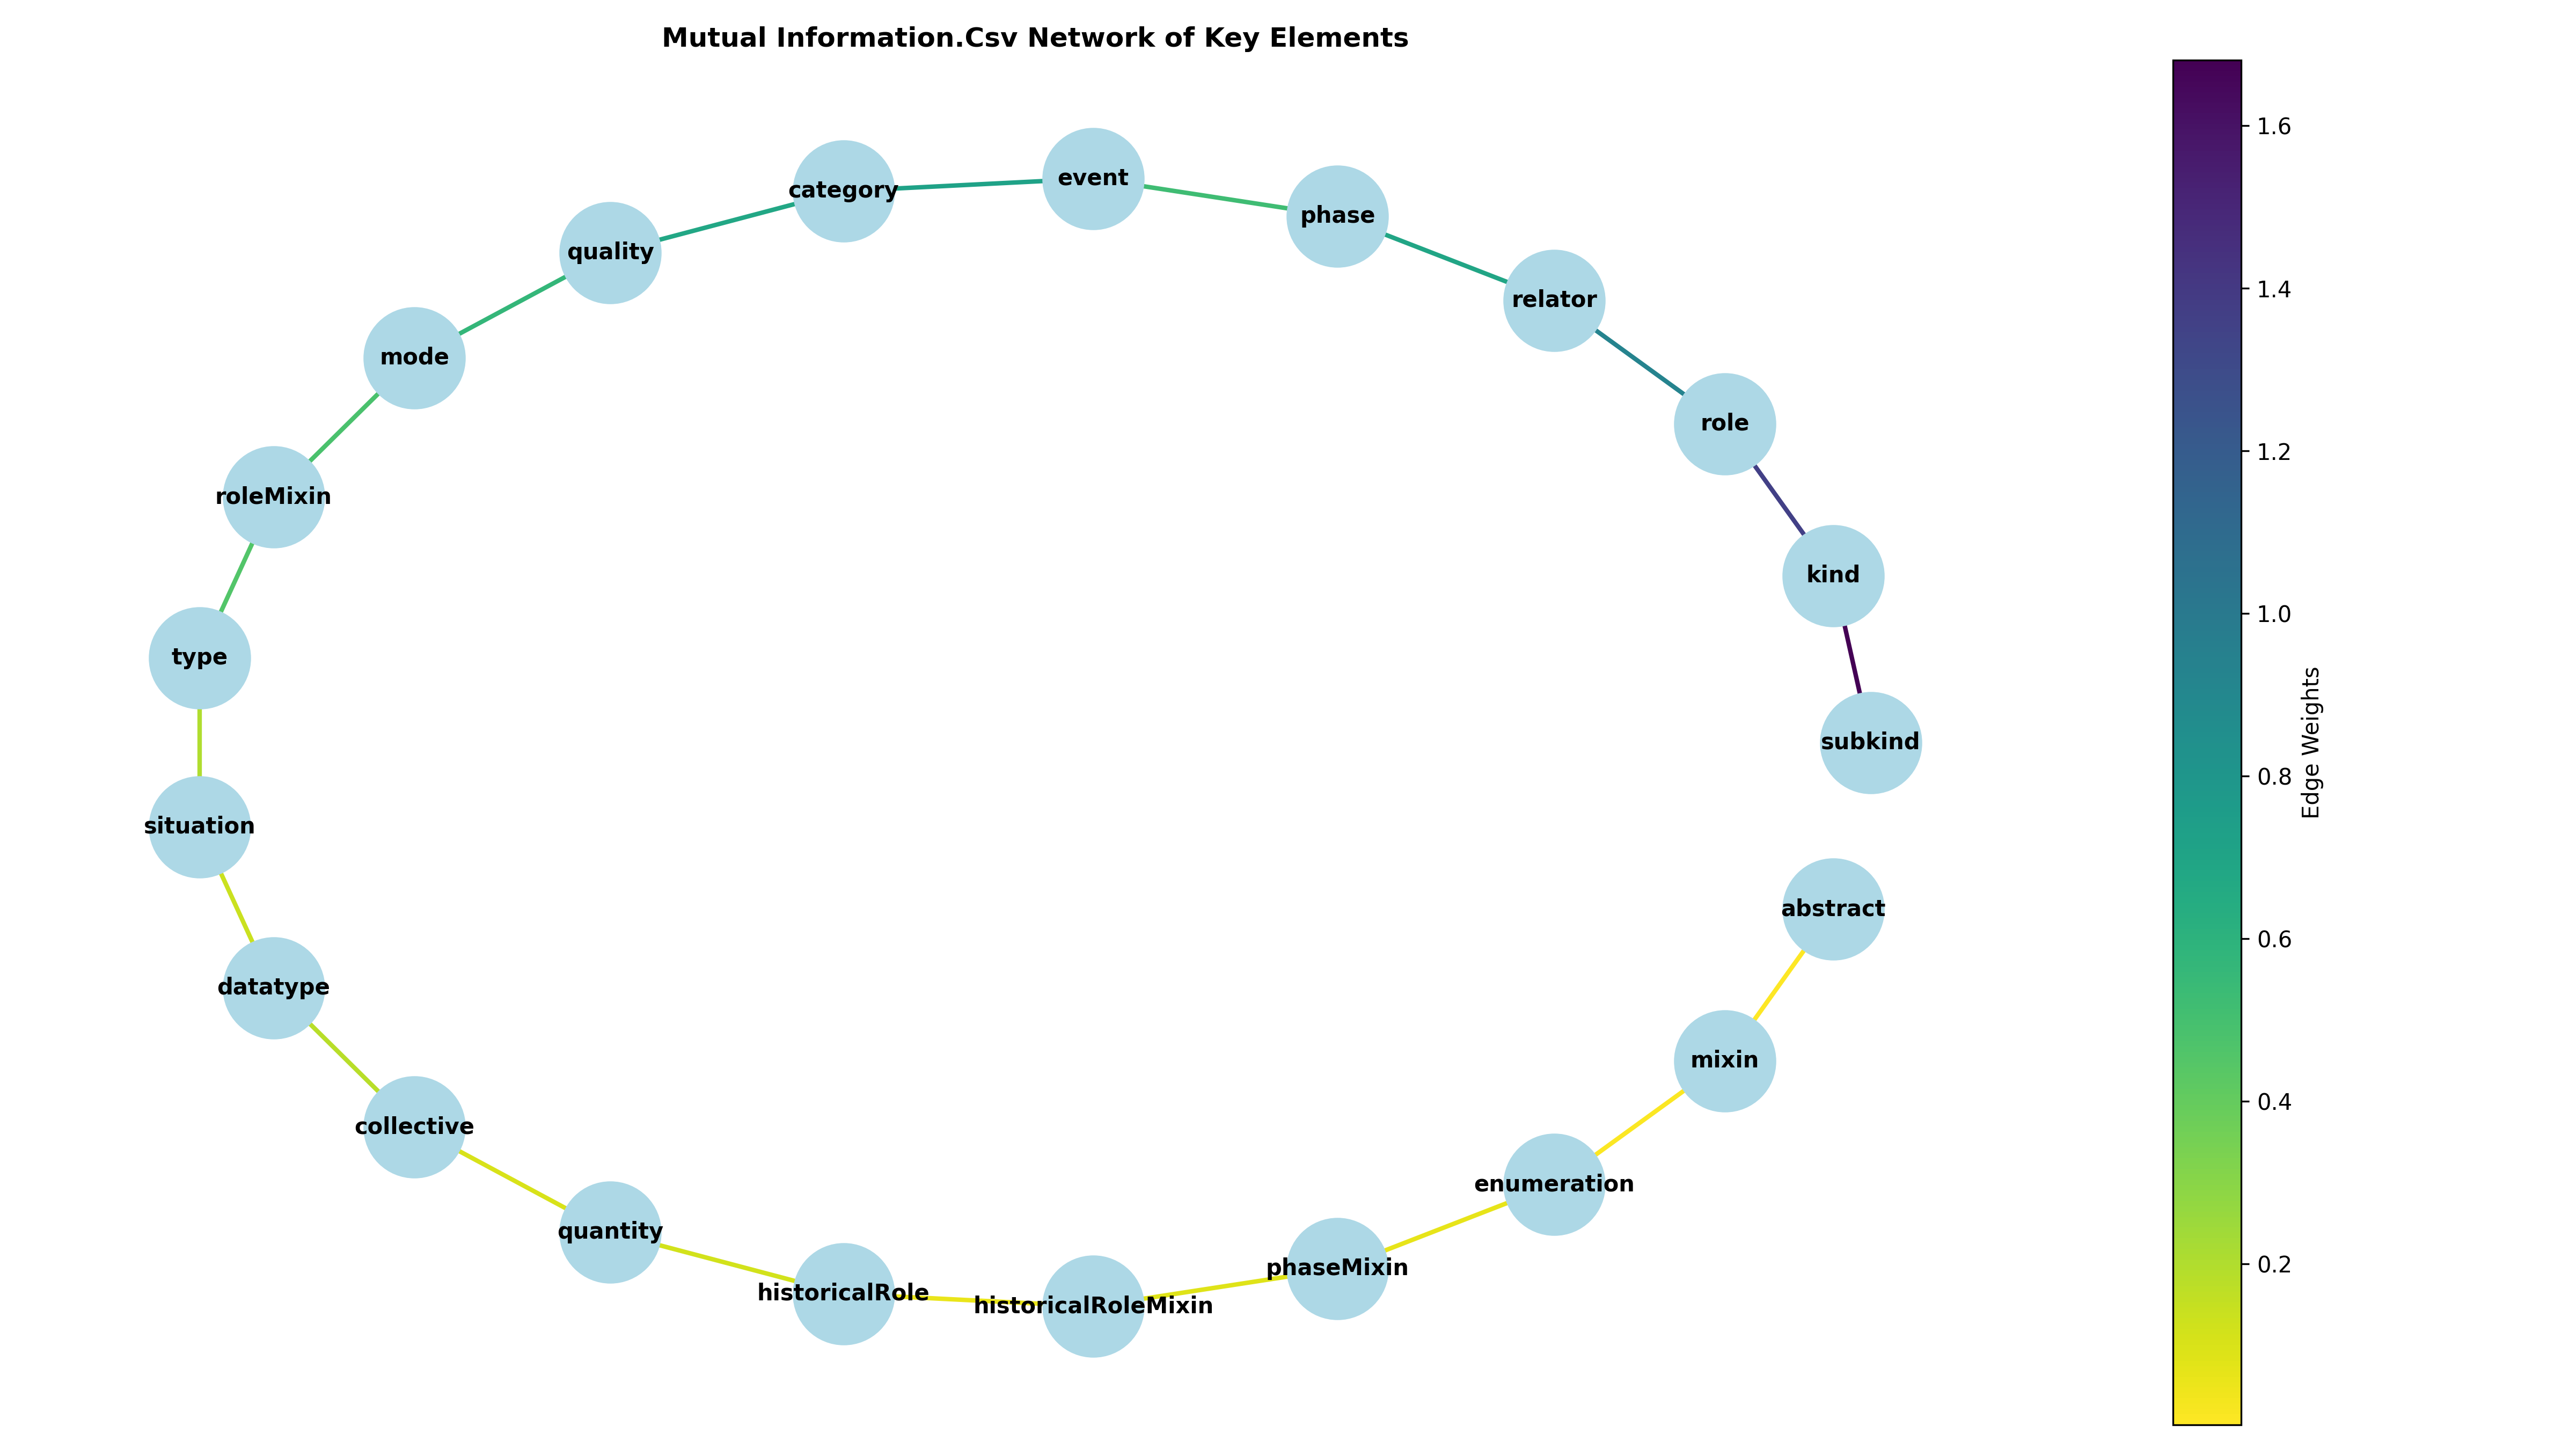 Mutual Information.Csv Network of Key Elements
event
category
phase
quality
relator
mode
role
roleMixin
kind
type
subkind
situation
abstract
datatype
mixin
collective
enumeration
quantity
phaseMixin
historicalRole
historicalRoleMixin
1.6
1.4
1.2
1.0
0.8
0.6
0.4
0.2
Edge Weights